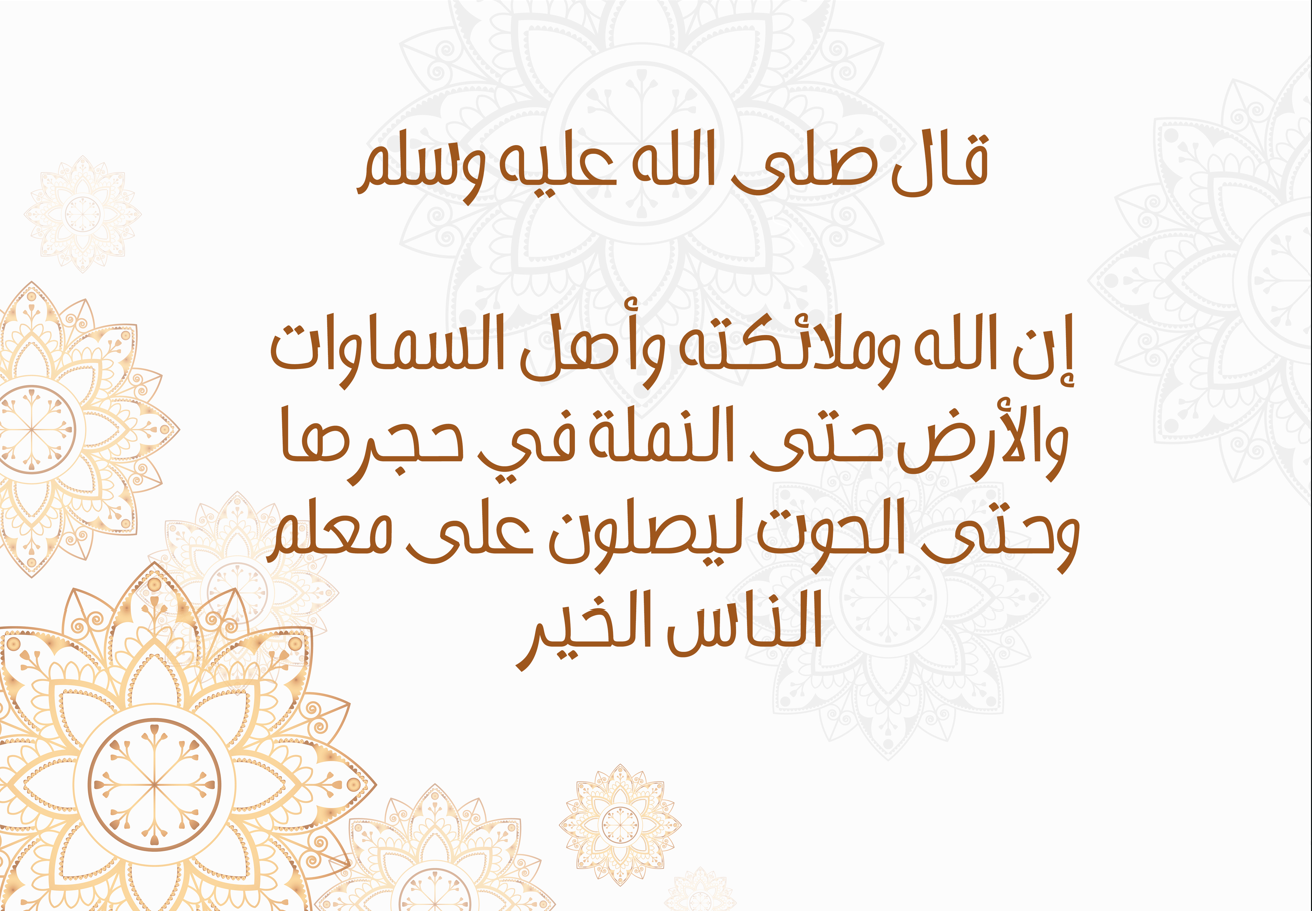 قال صلى الله عليه وسلم
إن الله وملائكته وأهل السماوات
والأرض حتى النملة في حجرها
وحتى الحوت ليصلون على معلم
الناس الخير